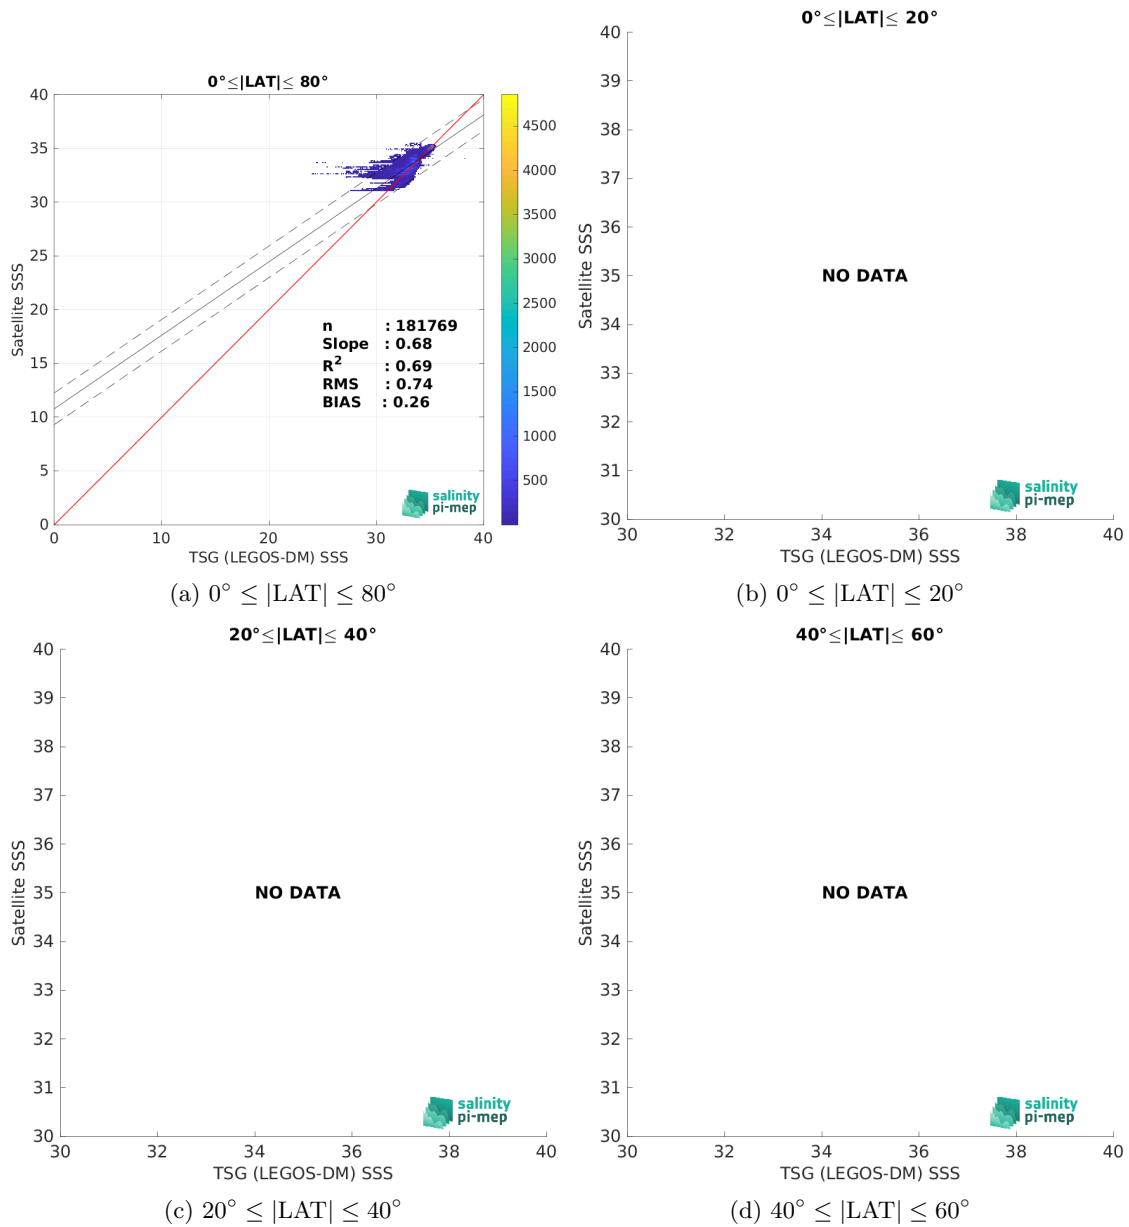 0°≤|LAT|≤ 80°
40
35
30
25
20
15
10
5
0
Satellite SSS
0
10
20
30
40
TSG (LEGOS-DM) SSS
4500
4000
3500
3000
2500
2000
1500
1000
500
n : 181769
Slope : 0.68
R² : 0.69
RMS : 0.74
BIAS : 0.26
salinity
pi-mep
(a) 0° ≤ |LAT| ≤ 80°
0°≤|LAT|≤ 20°
40
39
38
37
36
35
34
33
32
31
30
Satellite SSS
NO DATA
salinity
pi-mep
30
32
34
36
38
40
TSG (LEGOS-DM) SSS
(b) 0° ≤ |LAT| ≤ 20°
20°≤|LAT|≤ 40°
40
39
38
37
36
35
34
33
32
31
30
Satellite SSS
NO DATA
salinity
pi-mep
30
32
34
36
38
40
TSG (LEGOS-DM) SSS
(c) 20° ≤ |LAT| ≤ 40°
40°≤|LAT|≤ 60°
40
39
38
37
36
35
34
33
32
31
30
Satellite SSS
NO DATA
salinity
pi-mep
30
32
34
36
38
40
TSG (LEGOS-DM) SSS
(d) 40° ≤ |LAT| ≤ 60°